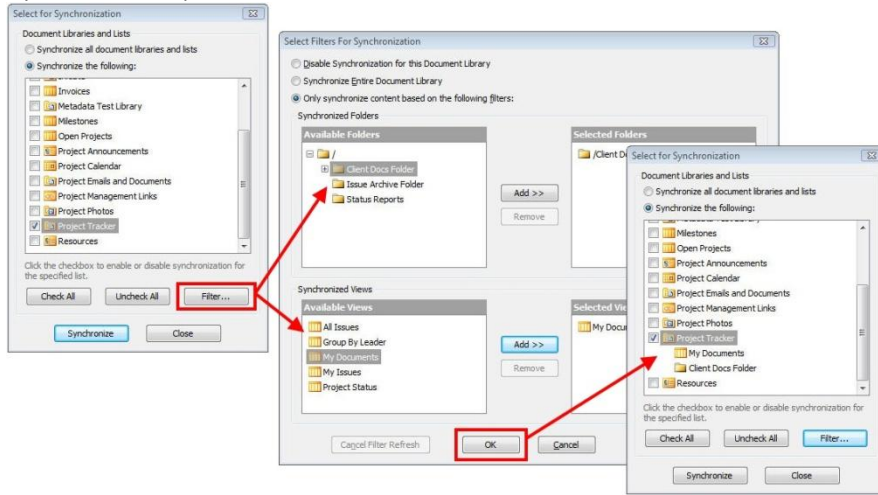 Select for Synchronization
Document Libraries and Lists
Synchronize all document libraries and lists
Synchronize the following:
Invoices
Metadata Test Library
Milestones
Open Projects
Project Announcements
Project Calendar
Project Emails and Documents
Project Management Links
Project Photos
Project Tracker
Resources
Click the checkbox to enable or disable synchronization for
the specified list.
Check All
Uncheck All
Filter...
Synchronize
Close
Select Filters For Synchronization
Disable Synchronization for this Document Library
Synchronize Entire Document Library
Only synchronize content based on the following filters:
Synchronized Folders
Available Folders
/
Client Docs Folder
Issue Archive Folder
Status Reports
Add >>
Remove
Selected Folders
/Client D
Synchronized Views
Available Views
All Issues
Group By Leader
My Documents
My Issues
Project Status
Add >>
Remove
Selected Vie
My Docu
Cancel Filter Refresh
OK
Cancel
Select for Synchronization
Document Libraries and Lists
Synchronize all document libraries and lists
Synchronize the following:
Milestones
Open Projects
Project Announcements
Project Calendar
Project Emails and Documents
Project Management Links
Project Photos
Project Tracker
My Documents
Client Docs Folder
Resources
Click the checkbox to enable or disable synchronization for
the specified list.
Check All
Uncheck All
Filter...
Synchronize
Close